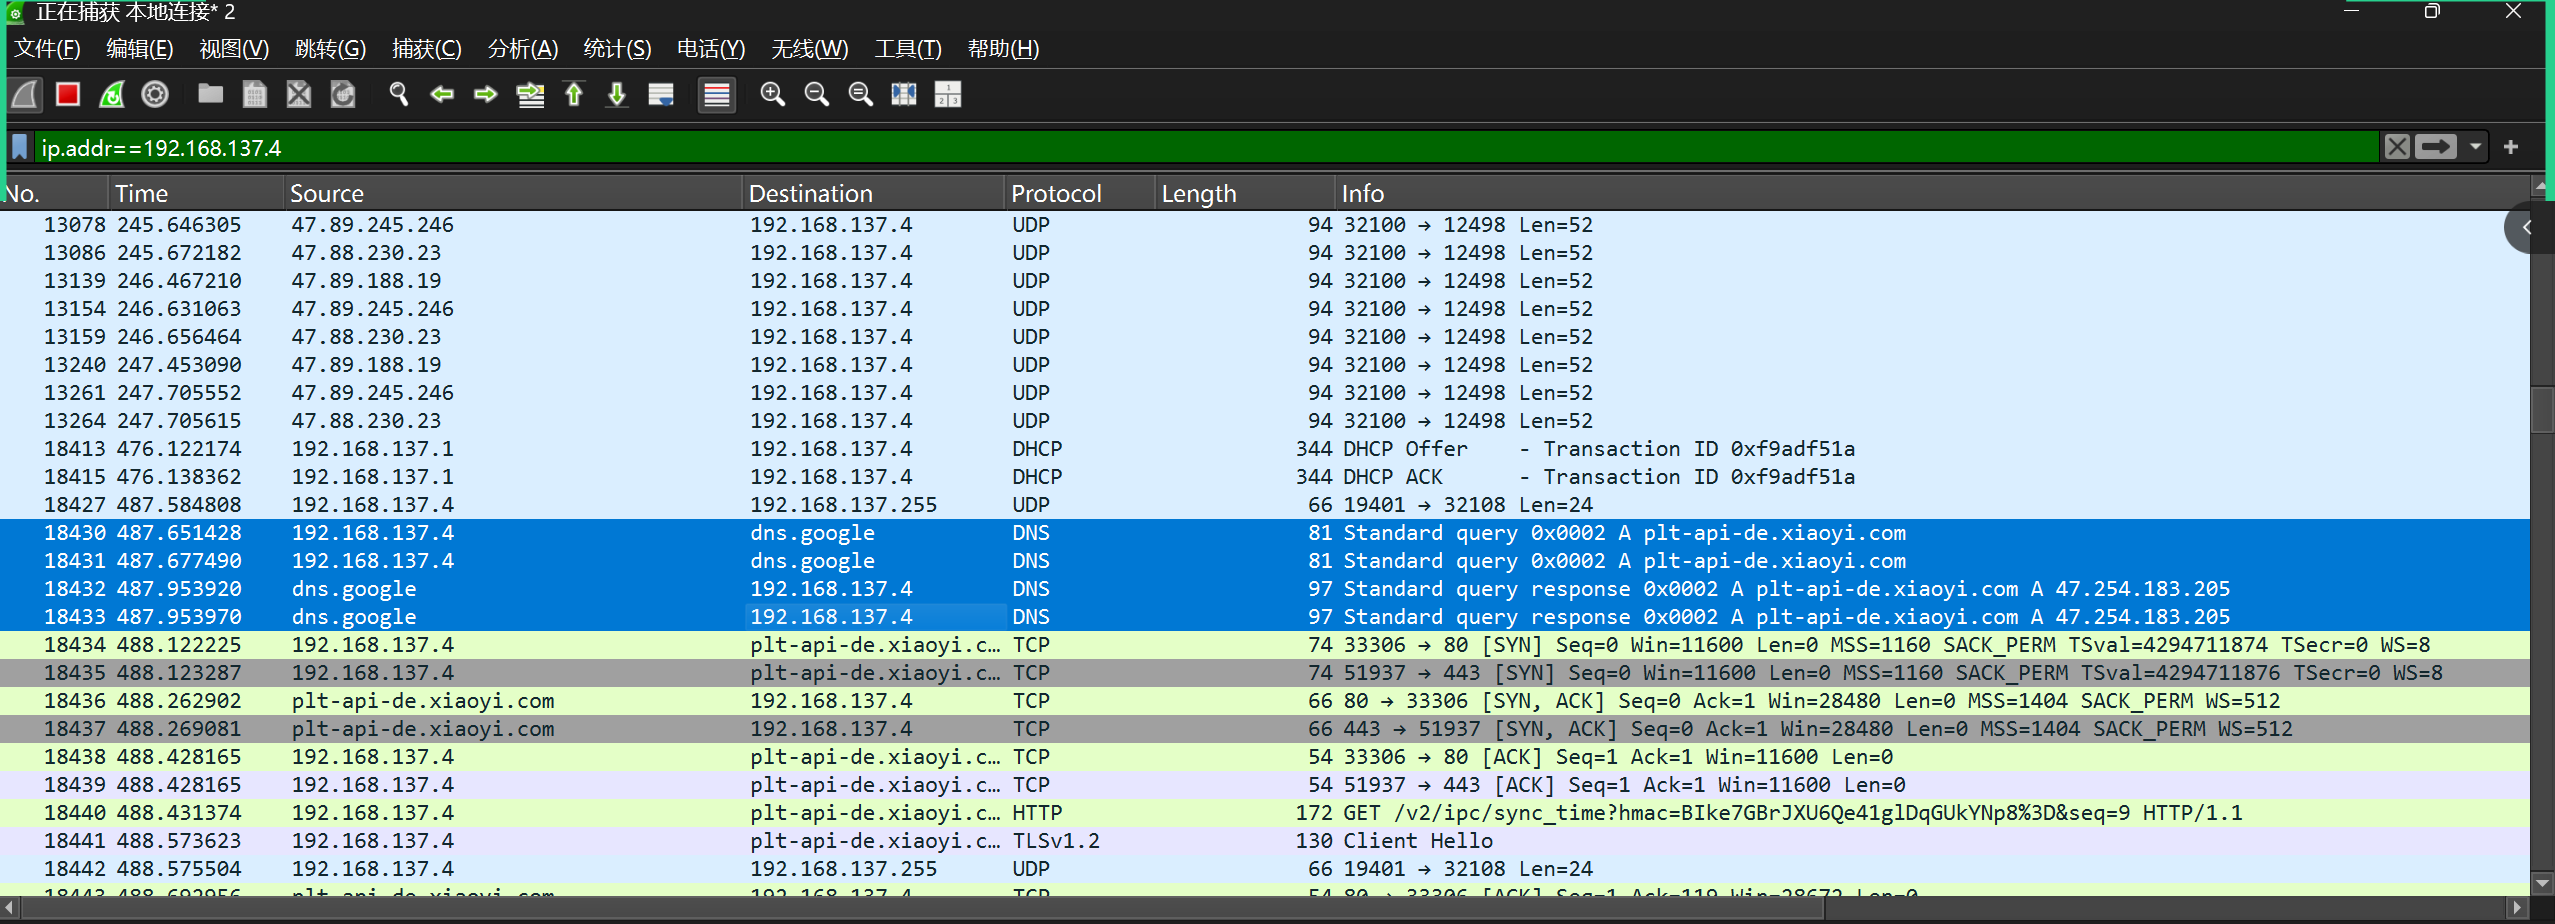 正在捕获 本地连接* 2
文件(F) 编辑(E) 视图(V) 跳转(G) 捕获(C) 分析(A) 统计(S) 电话(Y) 无线(W) 工具(T) 帮助(H)
ip.addr==192.168.137.4
No. Time Source Destination Protocol Length Info
13078 245.646305 47.89.245.246 192.168.137.4 UDP 94 32100 → 12498 Len=52
13086 245.672182 47.88.230.23 192.168.137.4 UDP 94 32100 → 12498 Len=52
13139 246.467210 47.89.188.19 192.168.137.4 UDP 94 32100 → 12498 Len=52
13154 246.631063 47.89.245.246 192.168.137.4 UDP 94 32100 → 12498 Len=52
13159 246.656464 47.88.230.23 192.168.137.4 UDP 94 32100 → 12498 Len=52
13240 247.453090 47.89.188.19 192.168.137.4 UDP 94 32100 → 12498 Len=52
13261 247.705552 47.89.245.246 192.168.137.4 UDP 94 32100 → 12498 Len=52
13264 247.705615 47.88.230.23 192.168.137.4 UDP 94 32100 → 12498 Len=52
18413 476.122174 192.168.137.1 192.168.137.4 DHCP 344 DHCP Offer - Transaction ID 0xf9adf51a
18415 476.138362 192.168.137.1 192.168.137.4 DHCP 344 DHCP ACK - Transaction ID 0xf9adf51a
18427 487.584808 192.168.137.4 192.168.137.255 UDP 66 19401 → 32108 Len=24
18430 487.651428 192.168.137.4 dns.google DNS 81 Standard query 0x0002 A plt-api-de.xiaoyi.com
18431 487.677490 192.168.137.4 dns.google DNS 81 Standard query 0x0002 A plt-api-de.xiaoyi.com
18432 487.953920 dns.google 192.168.137.4 DNS 97 Standard query response 0x0002 A plt-api-de.xiaoyi.com A 47.254.183.205
18433 487.953970 dns.google 192.168.137.4 DNS 97 Standard query response 0x0002 A plt-api-de.xiaoyi.com A 47.254.183.205
18434 488.122225 192.168.137.4 plt-api-de.xiaoyi.c… TCP 74 33306 → 80 [SYN] Seq=0 Win=11600 Len=0 MSS=1160 SACK_PERM TSval=4294711874 TSecr=0 WS=8
18435 488.123287 192.168.137.4 plt-api-de.xiaoyi.c… TCP 74 51937 → 443 [SYN] Seq=0 Win=11600 Len=0 MSS=1160 SACK_PERM TSval=4294711876 TSecr=0 WS=8
18436 488.262902 plt-api-de.xiaoyi.com 192.168.137.4 TCP 66 80 → 33306 [SYN, ACK] Seq=0 Ack=1 Win=28480 Len=0 MSS=1404 SACK_PERM WS=512
18437 488.269081 plt-api-de.xiaoyi.com 192.168.137.4 TCP 66 443 → 51937 [SYN, ACK] Seq=0 Ack=1 Win=28480 Len=0 MSS=1404 SACK_PERM WS=512
18438 488.428165 192.168.137.4 plt-api-de.xiaoyi.c… TCP 54 33306 → 80 [ACK] Seq=1 Ack=1 Win=11600 Len=0
18439 488.428165 192.168.137.4 plt-api-de.xiaoyi.c… TCP 54 51937 → 443 [ACK] Seq=1 Ack=1 Win=11600 Len=0
18440 488.431374 192.168.137.4 plt-api-de.xiaoyi.c… HTTP 172 GET /v2/ipc/sync_time?hmac=BIke7GBrJXU6Qe41glDqGUkYNp8%3D&seq=9 HTTP/1.1
18441 488.573623 192.168.137.4 plt-api-de.xiaoyi.c… TLSv1.2 130 Client Hello
18442 488.575504 192.168.137.4 192.168.137.255 UDP 66 19401 → 32108 Len=24
18443 488.692956 plt-api-de.xiaoyi.com 192.168.137.4 TCP 54 80 → 33306 [ACK] Seq=1 Ack=119 Win=28672 Len=0